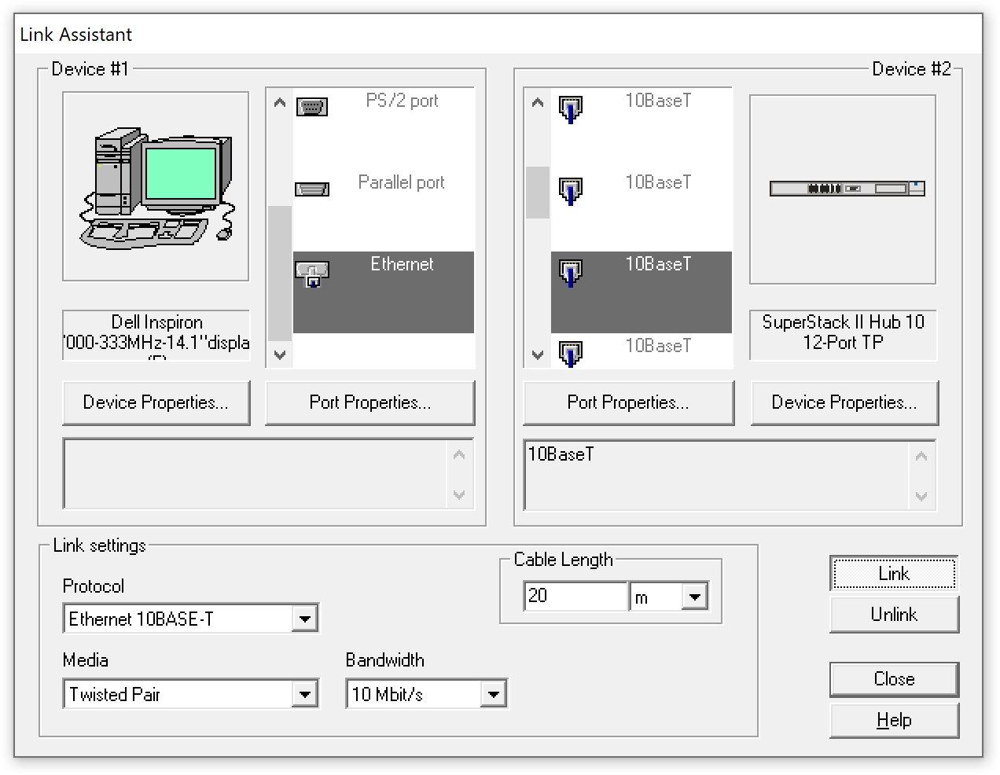 Link Assistant
Device #1
PS/2 port
Parallel port
Ethernet
Dell Inspiron
'000-333MHz-14.1"displa
Device Properties...
Port Properties...
Device #2
10BaseT
10BaseT
10BaseT
10BaseT
SuperStack II Hub 10
12-Port TP
Port Properties...
Device Properties...
10BaseT
Link settings
Protocol
Ethernet 10BASE-T
Media
Twisted Pair
Bandwidth
10 Mbit/s
Cable Length
20 m
Link
Unlink
Close
Help